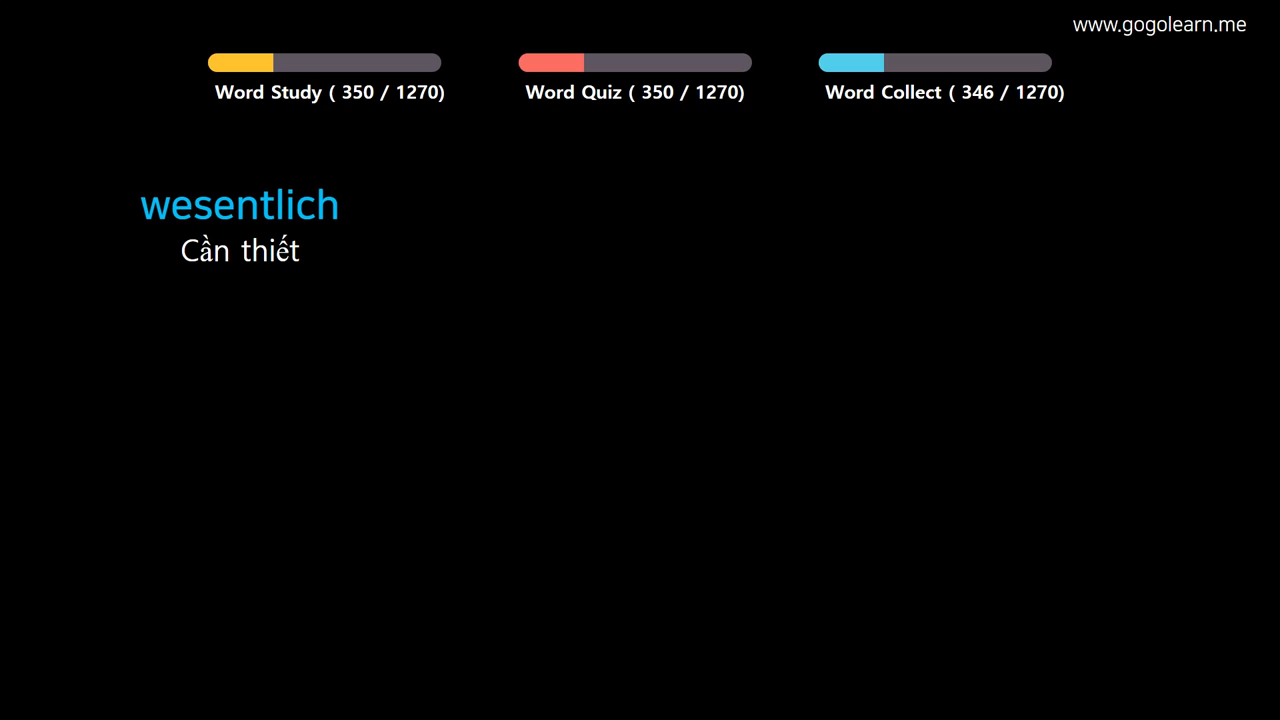 www.gogolearn.me
Word Study ( 350 / 1270)
Word Quiz ( 350 / 1270)
Word Collect ( 346 / 1270)
wesentlich
Cần thiết